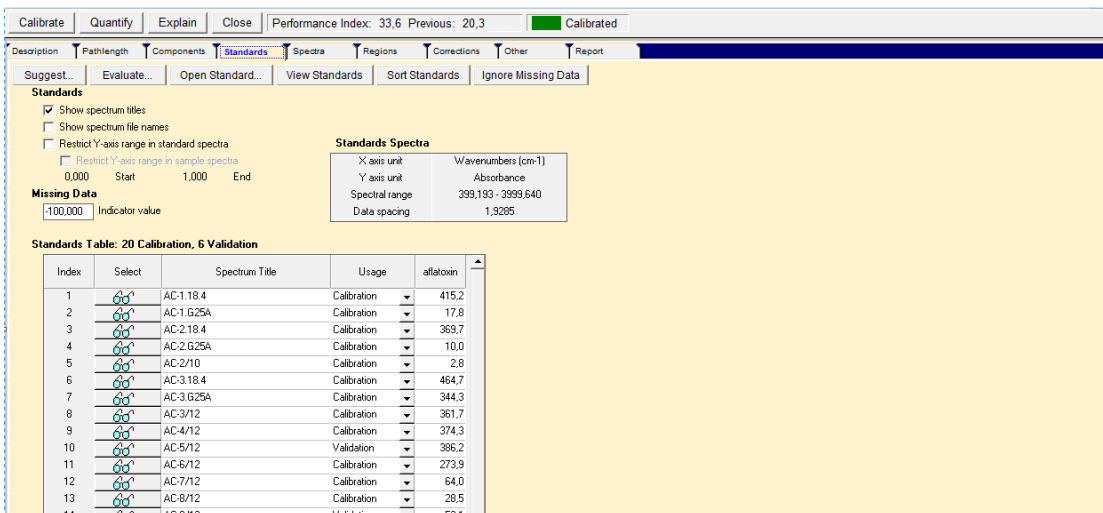 Calibrate Quantify Explain Close Performance Index: 33,6 Previous: 20,3 Calibrated
Description Pathlength Components Standards Spectra Regions Corrections Other Report
Suggest... Evaluate... Open Standard... View Standards Sort Standards Ignore Missing Data
Standards
Show spectrum titles
Show spectrum file names
Restrict Y-axis range in standard spectra
Restrict Y-axis range in sample spectra
0,000 Start 1,000 End
Missing Data
-100,000 Indicator value
Standards Spectra
X axis unit Wavenumbers (cm-1)
Y axis unit Absorbance
Spectral range 399,193 - 3999,640
Data spacing 1,9285
Standards Table: 20 Calibration, 6 Validation
Index Select Spectrum Title Usage aflatoxin
1 AC-1.18.4 Calibration 415,2
2 AC-1.G25A Calibration 17,8
3 AC-2.18.4 Calibration 369,7
4 AC-2.G25A Calibration 10,0
5 AC-2/10 Calibration 2,8
6 AC-3.18.4 Calibration 464,7
7 AC-3.G25A Calibration 344,3
8 AC-3/12 Calibration 361,7
9 AC-4/12 Calibration 374,3
10 AC-5/12 Validation 386,2
11 AC-6/12 Calibration 273,9
12 AC-7/12 Calibration 64,0
13 AC-8/12 Calibration 28,5